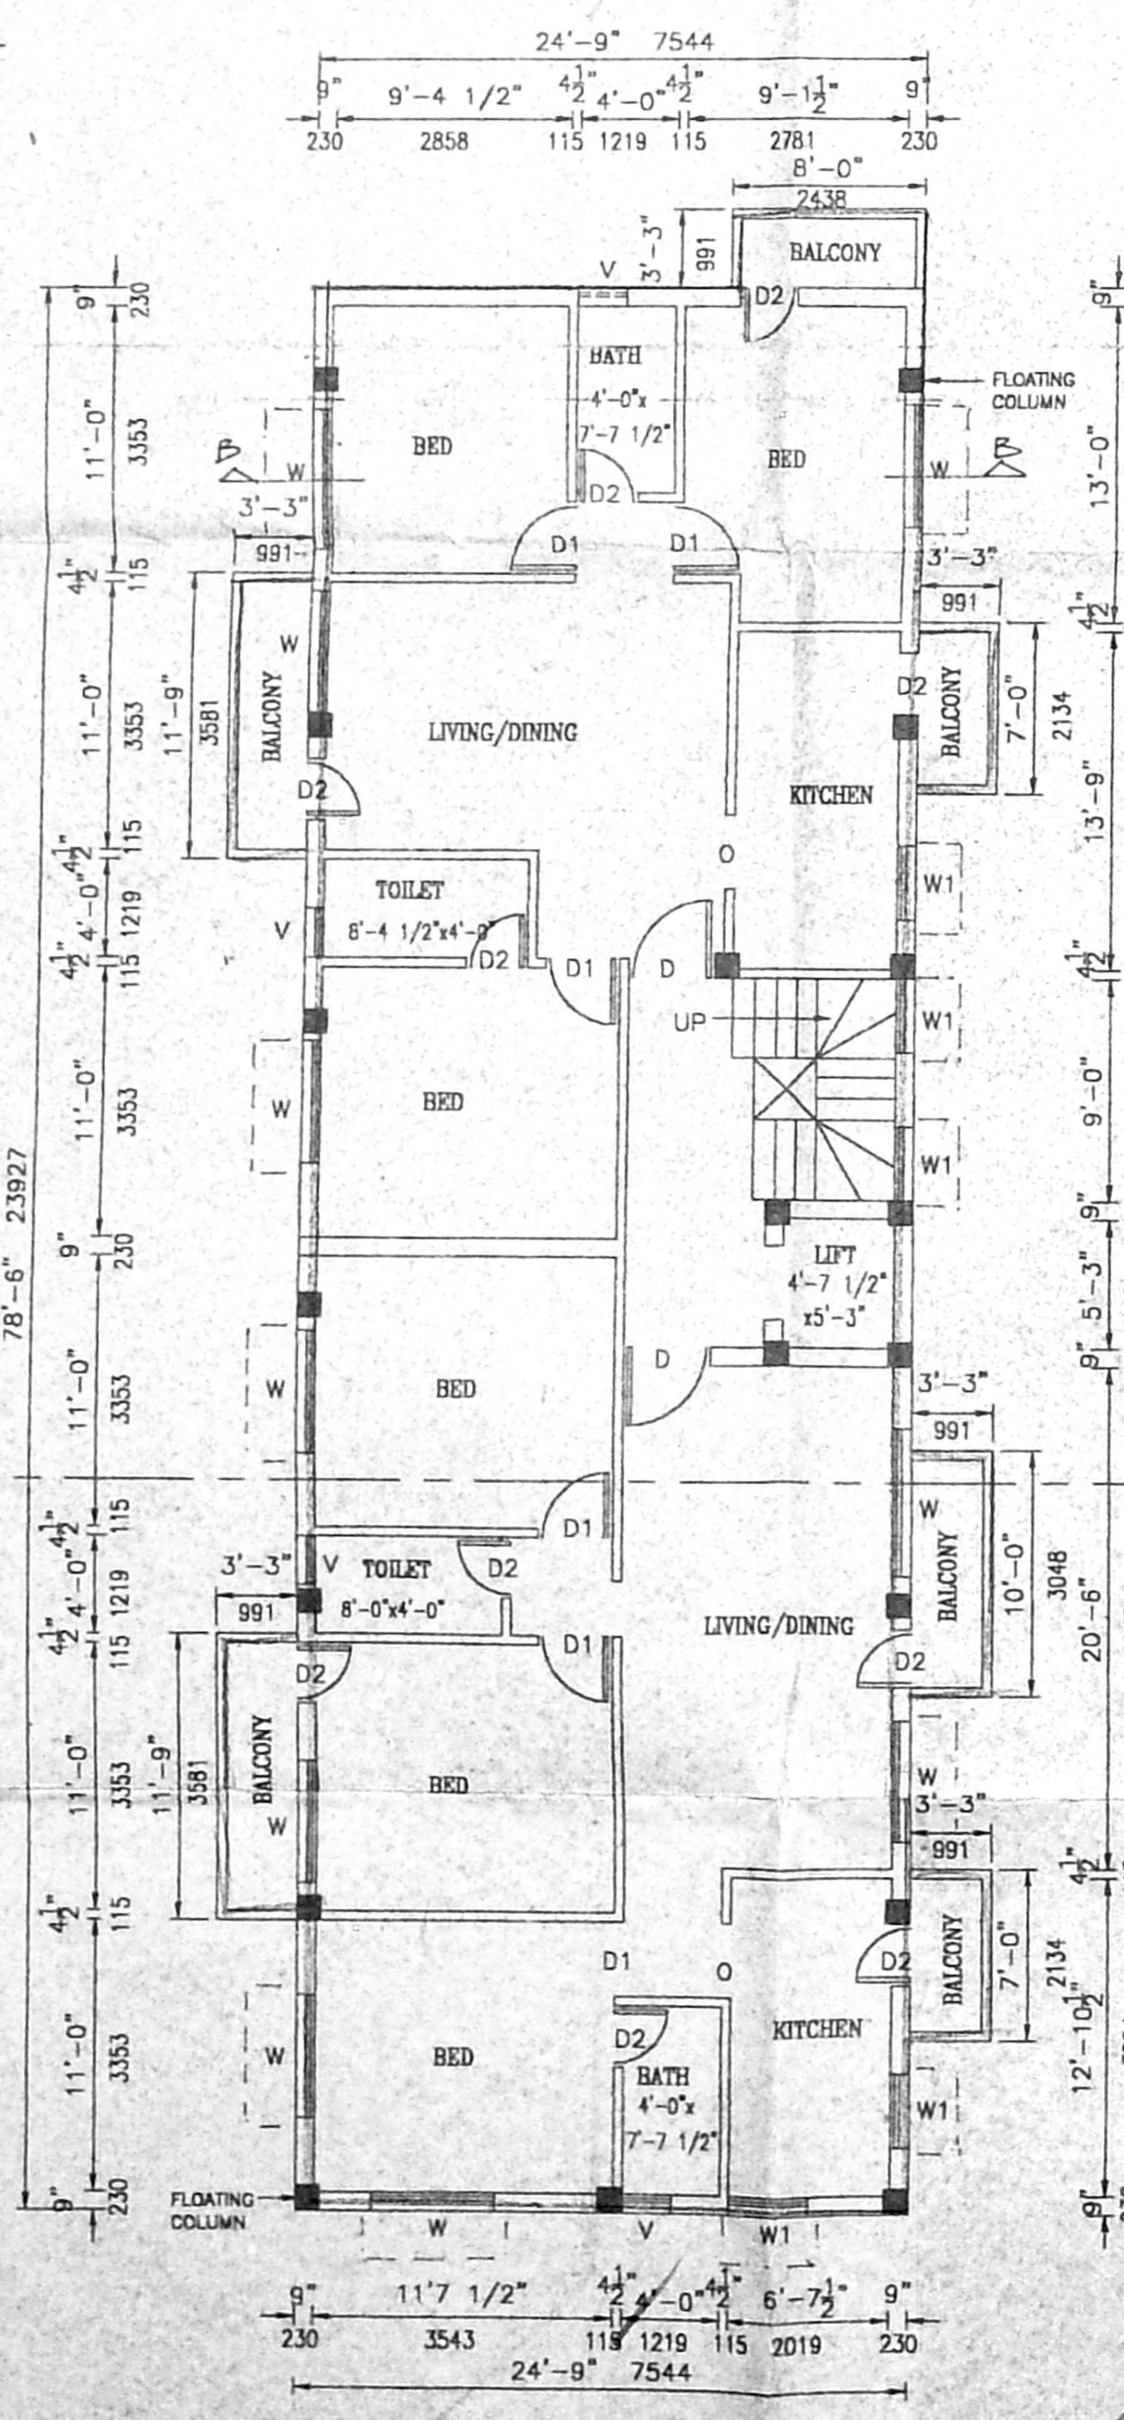 24'-9" 7544
9" 9'-4 1/2" 4½" 4'-0" 4½" 9'-1½" 9"
230 2858 115 1219 115 2781 230
8'-0"
2438
3'-3"
991
BALCONY
V
D2
9"
230
9"
BATH
4'-0"x
7'-7 1/2"
FLOATING
COLUMN
11'-0"
3353
BED
BED
13'-0"
B
W
W
B
D2
3'-3"
991
D1
D1
3'-3"
991
4½"
115
4½"
W
BALCONY
D2
11'-0"
3353
11'-9"
3581
LIVING/DINING
D2
BALCONY
7'-0"
2134
KITCHEN
13'-9"
4½"
115
O
TOILET
8'-4 1/2"x4'-0"
W1
4'-0"
1219
V
D2
D1
D
4½"
115
4½"
UP
W1
11'-0"
3353
W
BED
9'-0"
W1
78'-6" 23927
9"
230
9"
LIFT
4'-7 1/2"
x5'-3"
5'-3"
D
9"
11'-0"
3353
W
BED
3'-3"
991
4½"
115
D1
W
BALCONY
10'-0"
3048
3'-3"
991
V
TOILET
8'-0"x4'-0"
D2
4'-0"
1219
LIVING/DINING
20'-6"
4½"
115
D2
D1
D2
11'-0"
3353
11'-9"
3581
BALCONY
W
BED
W
3'-3"
991
4½"
115
4½"
D1
O
D2
BALCONY
7'-0"
2134
11'-0"
3353
W
BED
D2
BATH
4'-0"x
7'-7 1/2"
KITCHEN
12'-10½"
W1
FLOATING
COLUMN
9"
230
9"
W
V
W1
9" 11'7 1/2" 4½" 4'-0" 4½" 6'-7½" 9"
230 3543 115 1219 115 2019 230
24'-9" 7544